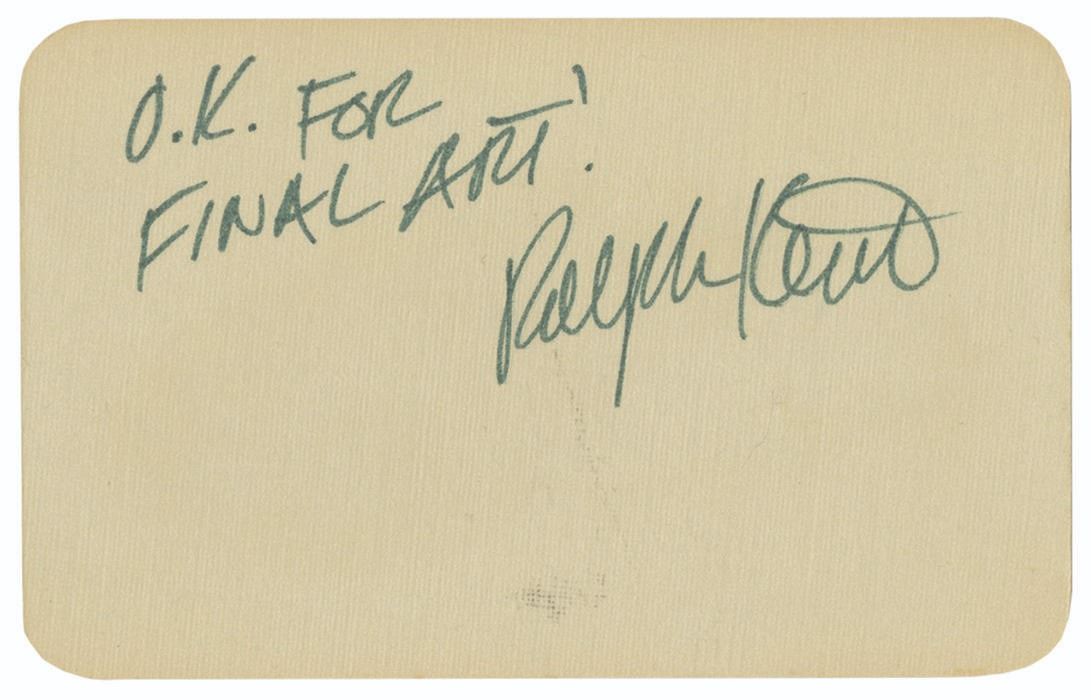 O.K. FOR
FINAL ART!
Ralph Kent